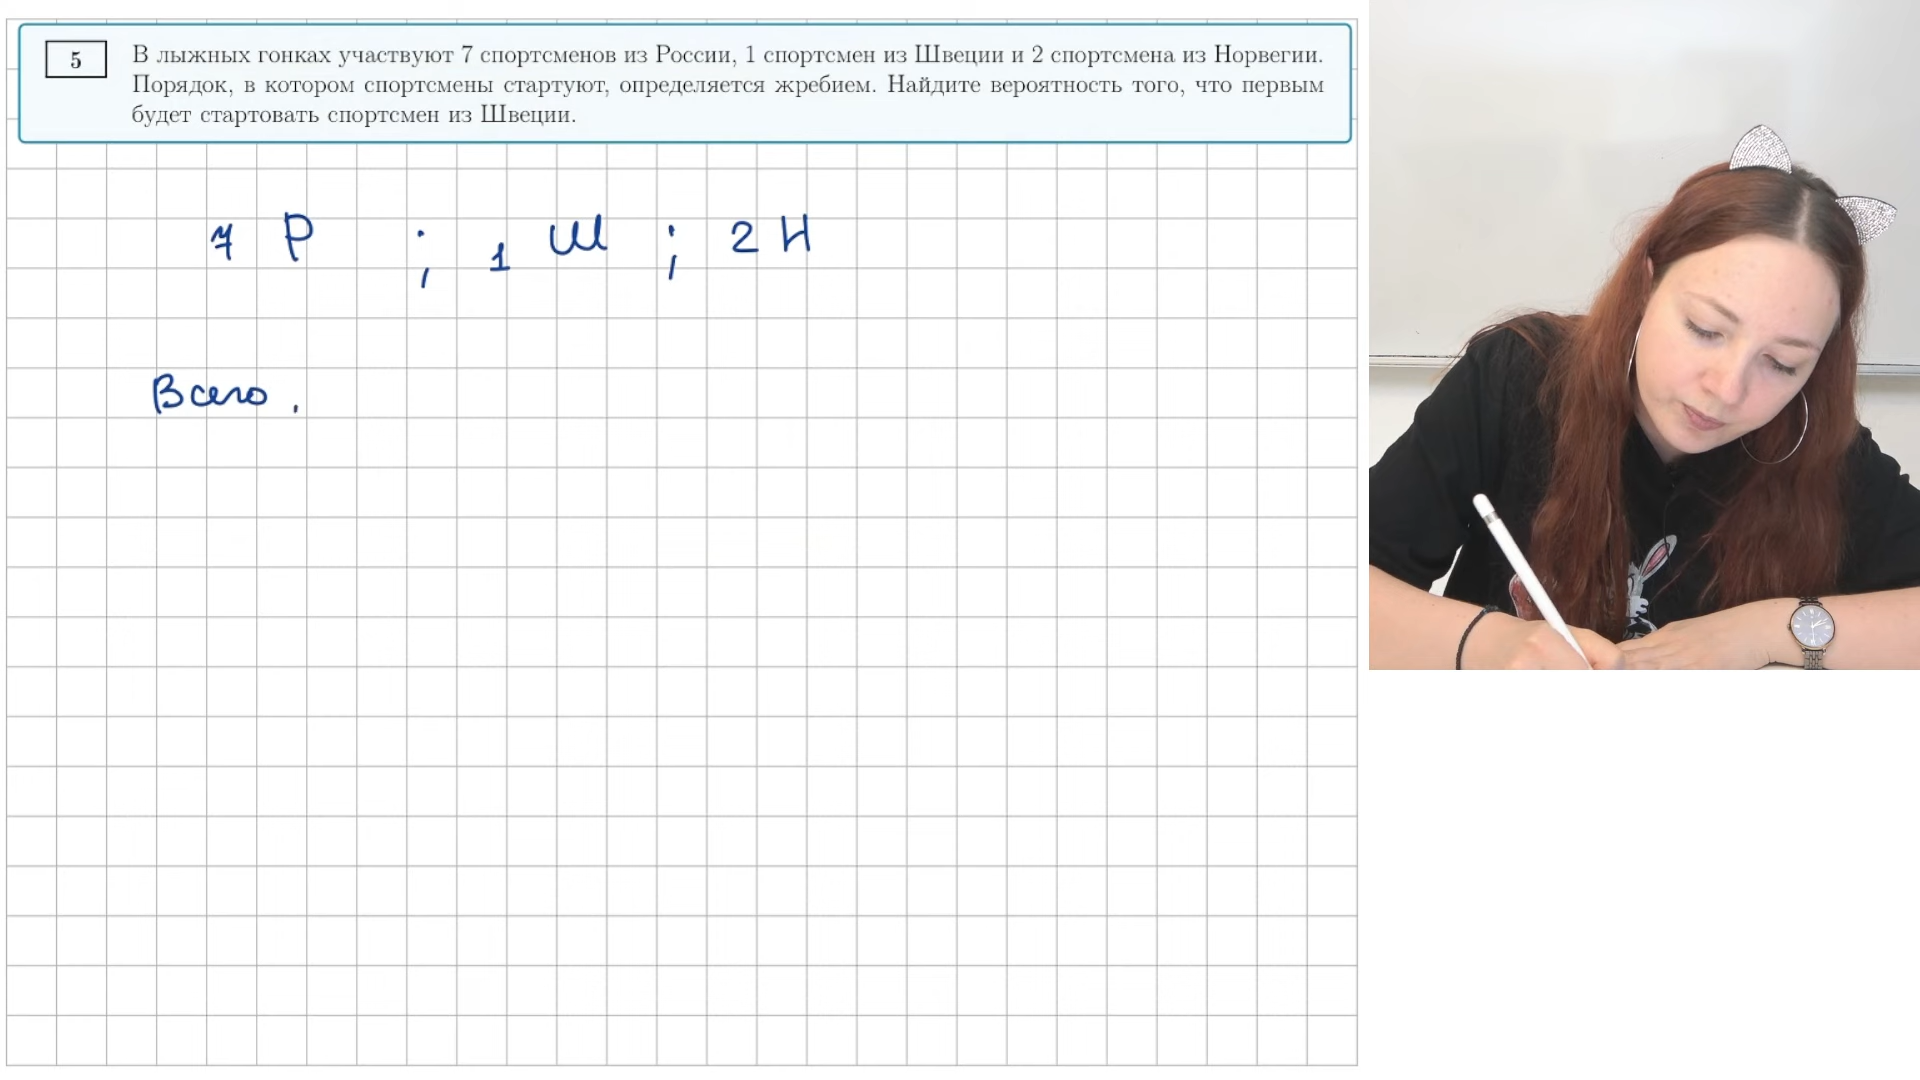 5
В лыжных гонках участвуют 7 спортсменов из России, 1 спортсмен из Швеции и 2 спортсмена из Норвегии.
Порядок, в котором спортсмены стартуют, определяется жребием. Найдите вероятность того, что первым
будет стартовать спортсмен из Швеции.
7 Р ; 1 Ш ; 2 Н
Всего .